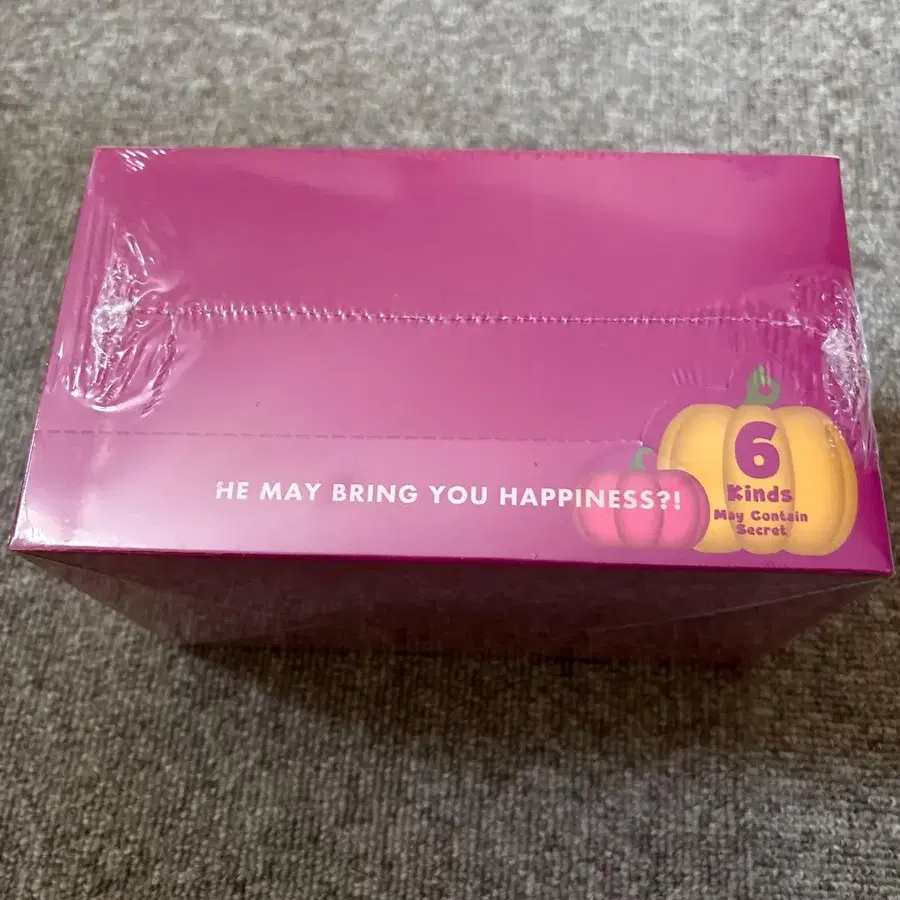 HE MAY BRING YOU HAPPINESS?!
6
Kinds
May Contain
Secret